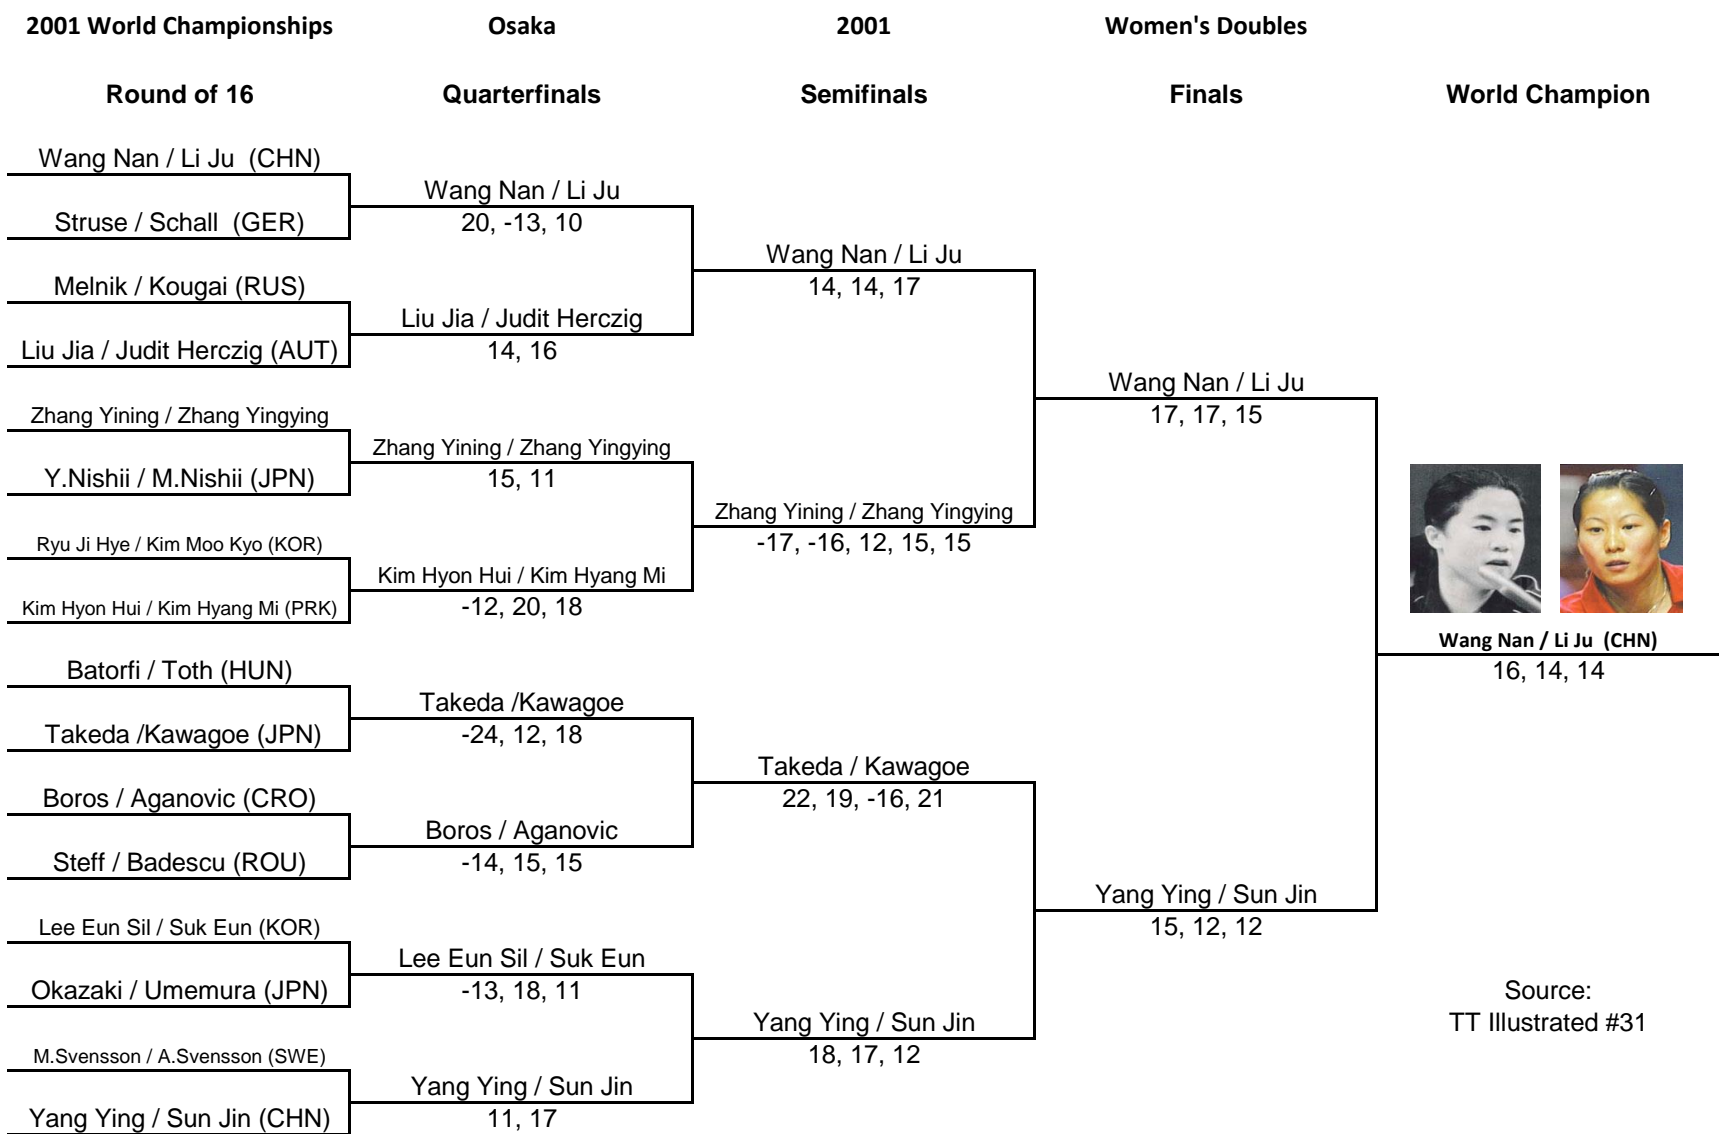 2001 World Championships Osaka 2001 Women's Doubles
Round of 16 Quarterfinals Semifinals Finals World Champion
Wang Nan / Li Ju (CHN)
Struse / Schall (GER)
Melnik / Kougai (RUS)
Liu Jia / Judit Herczig (AUT)
Zhang Yining / Zhang Yingying
Y.Nishii / M.Nishii (JPN)
Ryu Ji Hye / Kim Moo Kyo (KOR)
Kim Hyon Hui / Kim Hyang Mi (PRK)
Batorfi / Toth (HUN)
Takeda /Kawagoe (JPN)
Boros / Aganovic (CRO)
Steff / Badescu (ROU)
Lee Eun Sil / Suk Eun (KOR)
Okazaki / Umemura (JPN)
M.Svensson / A.Svensson (SWE)
Yang Ying / Sun Jin (CHN)
Wang Nan / Li Ju
20, -13, 10
Liu Jia / Judit Herczig
14, 16
Zhang Yining / Zhang Yingying
15, 11
Kim Hyon Hui / Kim Hyang Mi
-12, 20, 18
Takeda /Kawagoe
-24, 12, 18
Boros / Aganovic
-14, 15, 15
Lee Eun Sil / Suk Eun
-13, 18, 11
Yang Ying / Sun Jin
11, 17
Wang Nan / Li Ju
14, 14, 17
Zhang Yining / Zhang Yingying
-17, -16, 12, 15, 15
Takeda / Kawagoe
22, 19, -16, 21
Yang Ying / Sun Jin
18, 17, 12
Wang Nan / Li Ju
17, 17, 15
Yang Ying / Sun Jin
15, 12, 12
Wang Nan / Li Ju (CHN)
16, 14, 14
Source:
TT Illustrated #31